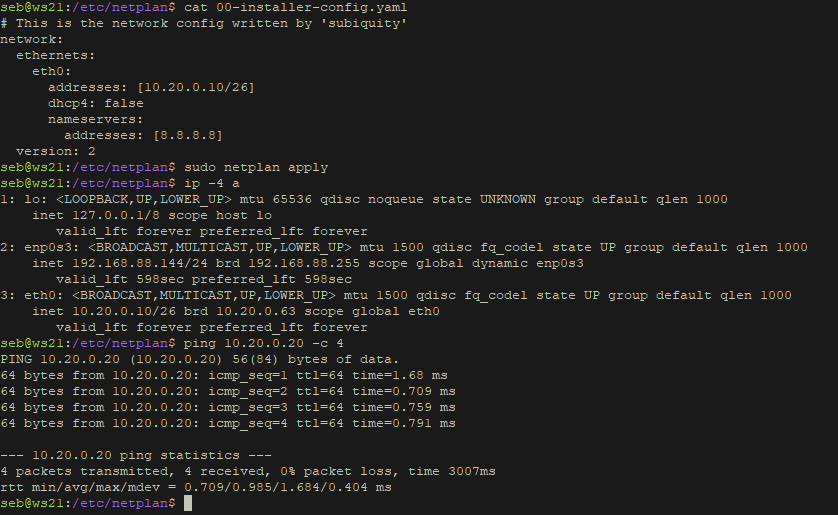 seb@ws21:/etc/netplan$ cat 00-installer-config.yaml
# This is the network config written by 'subiquity'
network:
  ethernets:
    eth0:
      addresses: [10.20.0.10/26]
      dhcp4: false
      nameservers:
        addresses: [8.8.8.8]
  version: 2
seb@ws21:/etc/netplan$ sudo netplan apply
seb@ws21:/etc/netplan$ ip -4 a
1: lo: <LOOPBACK,UP,LOWER_UP> mtu 65536 qdisc noqueue state UNKNOWN group default qlen 1000
    inet 127.0.0.1/8 scope host lo
       valid_lft forever preferred_lft forever
2: enp0s3: <BROADCAST,MULTICAST,UP,LOWER_UP> mtu 1500 qdisc fq_codel state UP group default qlen 1000
    inet 192.168.88.144/24 brd 192.168.88.255 scope global dynamic enp0s3
       valid_lft 598sec preferred_lft 598sec
3: eth0: <BROADCAST,MULTICAST,UP,LOWER_UP> mtu 1500 qdisc fq_codel state UP group default qlen 1000
    inet 10.20.0.10/26 brd 10.20.0.63 scope global eth0
       valid_lft forever preferred_lft forever
seb@ws21:/etc/netplan$ ping 10.20.0.20 -c 4
PING 10.20.0.20 (10.20.0.20) 56(84) bytes of data.
64 bytes from 10.20.0.20: icmp_seq=1 ttl=64 time=1.68 ms
64 bytes from 10.20.0.20: icmp_seq=2 ttl=64 time=0.709 ms
64 bytes from 10.20.0.20: icmp_seq=3 ttl=64 time=0.759 ms
64 bytes from 10.20.0.20: icmp_seq=4 ttl=64 time=0.791 ms

--- 10.20.0.20 ping statistics ---
4 packets transmitted, 4 received, 0% packet loss, time 3007ms
rtt min/avg/max/mdev = 0.709/0.985/1.684/0.404 ms
seb@ws21:/etc/netplan$